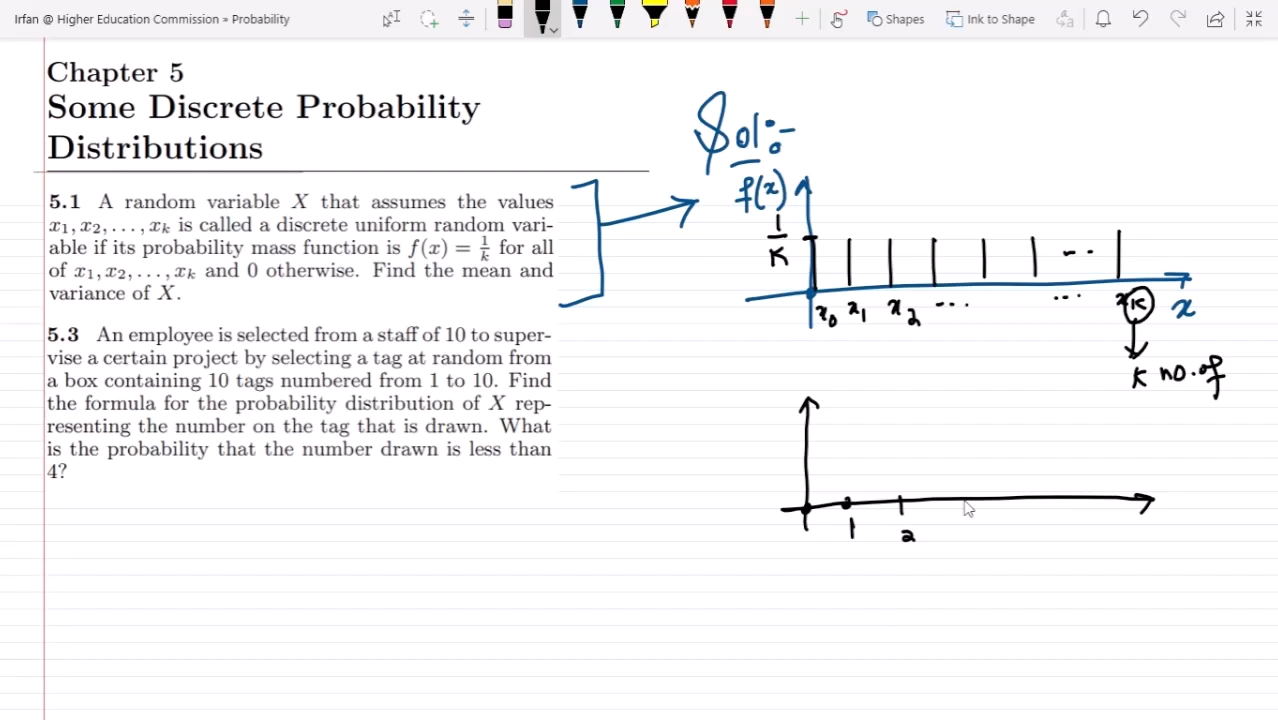 Irfan @ Higher Education Commission » Probability
Shapes
Ink to Shape
Chapter 5
Some Discrete Probability
Distributions
5.1 A random variable X that assumes the values
x₁, x₂, . . . , xₖ is called a discrete uniform random vari-
able if its probability mass function is f(x) = 1/k for all
of x₁, x₂, . . . , xₖ and 0 otherwise. Find the mean and
variance of X.
5.3 An employee is selected from a staff of 10 to super-
vise a certain project by selecting a tag at random from
a box containing 10 tags numbered from 1 to 10. Find
the formula for the probability distribution of X rep-
resenting the number on the tag that is drawn. What
is the probability that the number drawn is less than
4?
Sol:-
f(x)
1/K
x₀ x₁ x₂ ... ... xK x
K no. of
1 2